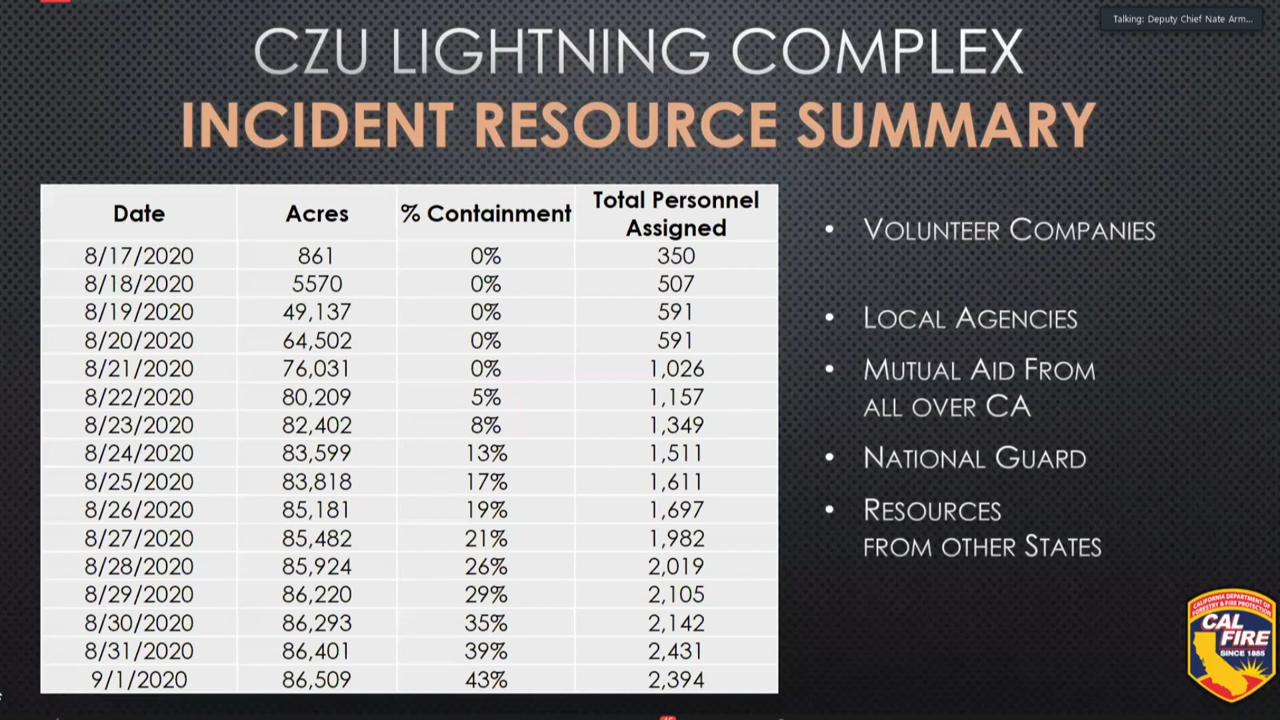 Talking: Deputy Chief Nate Arm...
CZU LIGHTNING COMPLEX
INCIDENT RESOURCE SUMMARY
Date Acres % Containment Total Personnel Assigned
8/17/2020 861 0% 350
8/18/2020 5570 0% 507
8/19/2020 49,137 0% 591
8/20/2020 64,502 0% 591
8/21/2020 76,031 0% 1,026
8/22/2020 80,209 5% 1,157
8/23/2020 82,402 8% 1,349
8/24/2020 83,599 13% 1,511
8/25/2020 83,818 17% 1,611
8/26/2020 85,181 19% 1,697
8/27/2020 85,482 21% 1,982
8/28/2020 85,924 26% 2,019
8/29/2020 86,220 29% 2,105
8/30/2020 86,293 35% 2,142
8/31/2020 86,401 39% 2,431
9/1/2020 86,509 43% 2,394
• VOLUNTEER COMPANIES
• LOCAL AGENCIES
• MUTUAL AID FROM
ALL OVER CA
• NATIONAL GUARD
• RESOURCES
FROM OTHER STATES
CALIFORNIA DEPARTMENT OF
FORESTRY & FIRE PROTECTION
CAL
FIRE
SINCE 1885